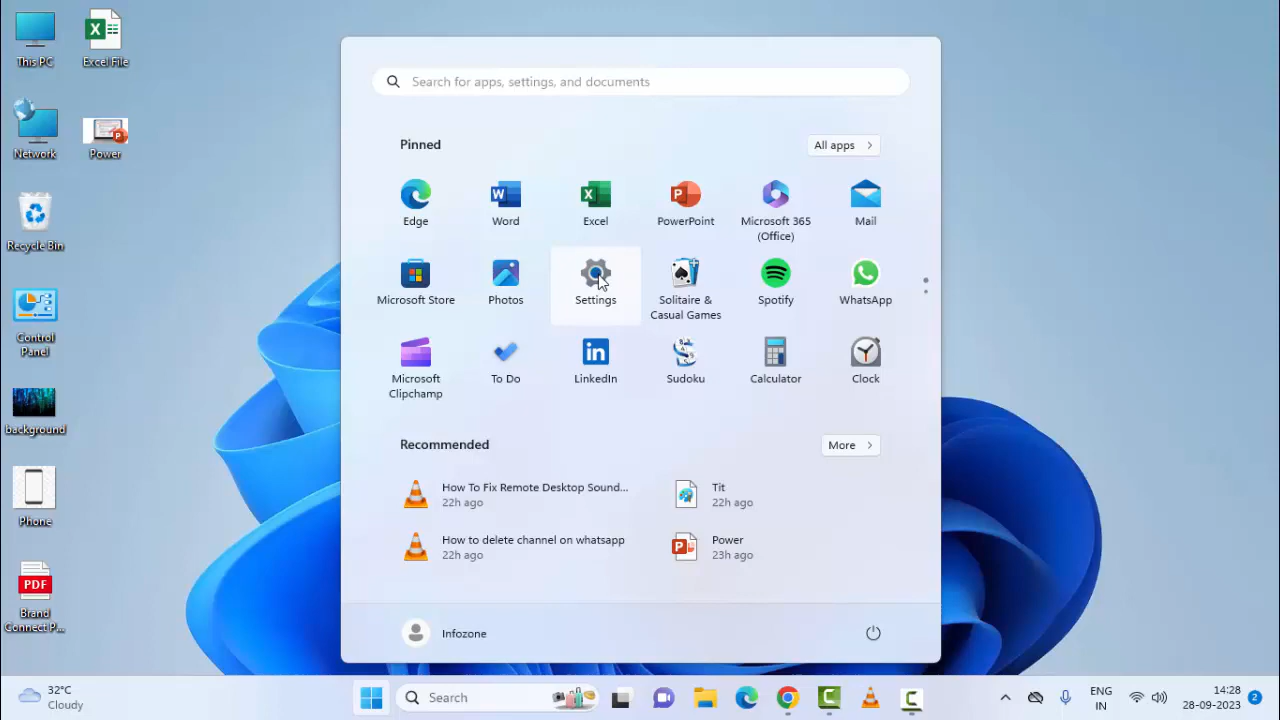 This PC
Excel File
Network
Power
Recycle Bin
Control
Panel
background
Phone
PDF
Brand
Connect P...
Search for apps, settings, and documents
Pinned
All apps
Edge
Word
Excel
PowerPoint
Microsoft 365
(Office)
Mail
Microsoft Store
Photos
Settings
Solitaire &
Casual Games
Spotify
WhatsApp
Microsoft
Clipchamp
To Do
LinkedIn
Sudoku
Calculator
Clock
Recommended
More
How To Fix Remote Desktop Sound...
22h ago
Tit
22h ago
How to delete channel on whatsapp
22h ago
Power
23h ago
Infozone
32°C
Cloudy
Search
ENG
IN
14:28
28-09-2023
2